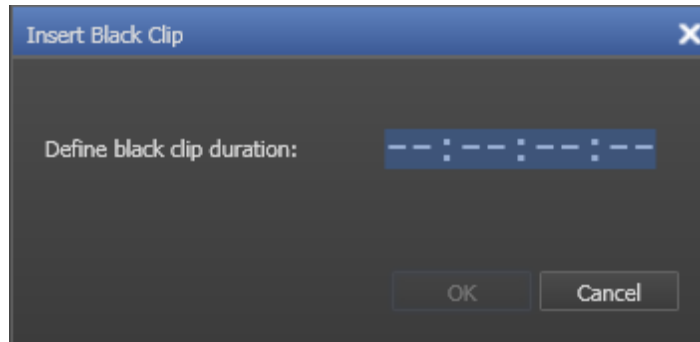 Insert Black Clip
Define black clip duration: --:--:--:--
OK Cancel